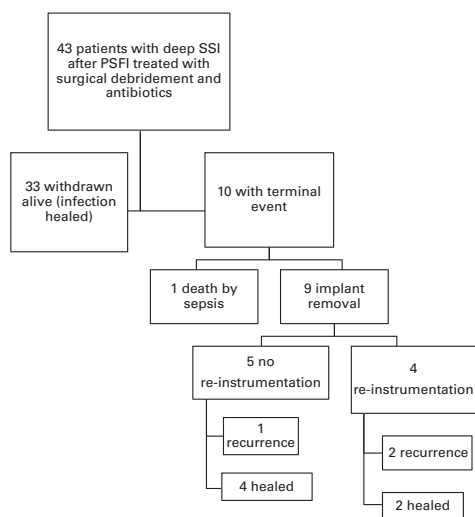 43 patients with deep SSI
after PSFI treated with
surgical debridement and
antibiotics
33 withdrawn
alive (infection
healed)
10 with terminal
event
1 death by
sepsis
9 implant
removal
5 no
re-instrumentation
4
re-instrumentation
1
recurrence
2 recurrence
4 healed
2 healed